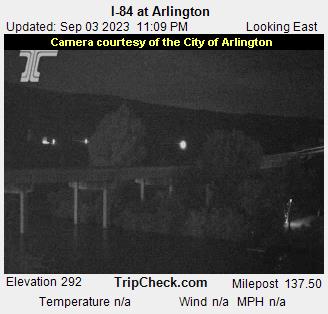 I-84 at Arlington
Updated: Sep 03 2023 11:09 PM Looking East
Camera courtesy of the City of Arlington
Elevation 292 TripCheck.com Milepost 137.50
Temperature n/a Wind n/a MPH n/a